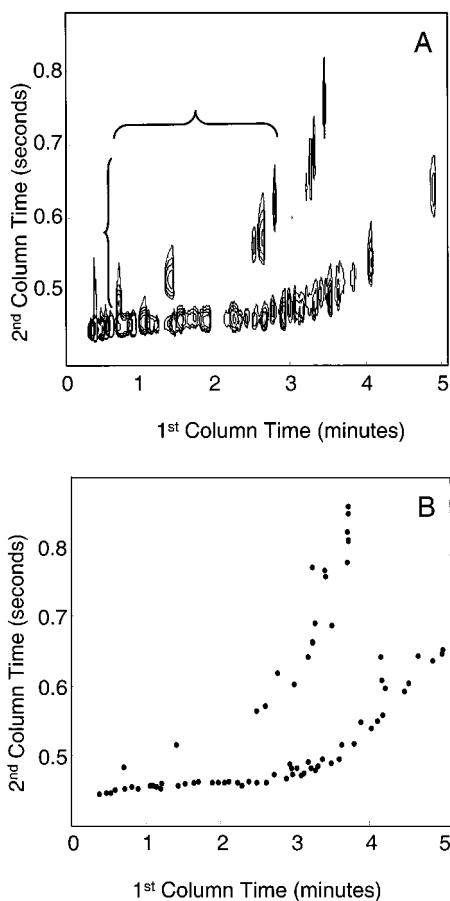 A
2nd Column Time (seconds)
0.8
0.7
0.6
0.5
0 1 2 3 4 5
1st Column Time (minutes)
B
2nd Column Time (seconds)
0.8
0.7
0.6
0.5
0 1 2 3 4 5
1st Column Time (minutes)